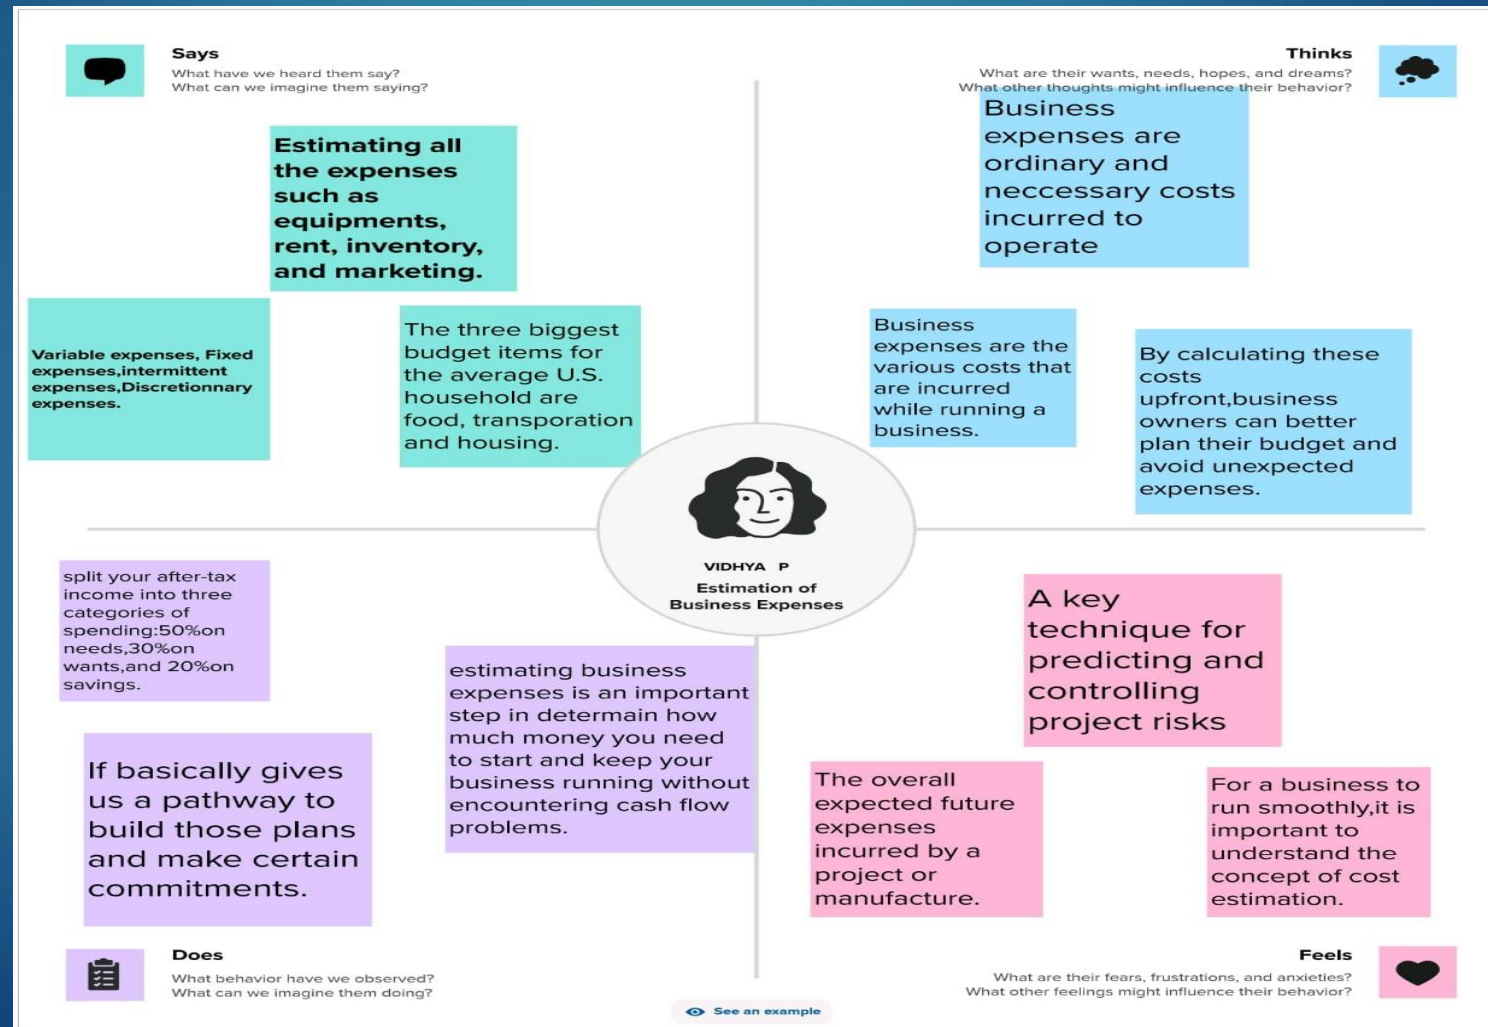 Says
What have we heard them say?
What can we imagine them saying?
Estimating all
the expenses
such as
equipments,
rent, inventory,
and marketing.
Variable expenses, Fixed
expenses,intermittent
expenses,Discretionnary
expenses.
The three biggest
budget items for
the average U.S.
household are
food, transporation
and housing.
Thinks
What are their wants, needs, hopes, and dreams?
What other thoughts might influence their behavior?
Business
expenses are
ordinary and
neccessary costs
incurred to
operate
Business
expenses are the
various costs that
are incurred
while running a
business.
By calculating these
costs
upfront,business
owners can better
plan their budget and
avoid unexpected
expenses.
VIDHYA P
Estimation of
Business Expenses
split your after-tax
income into three
categories of
spending:50%on
needs,30%on
wants,and 20%on
savings.
estimating business
expenses is an important
step in determain how
much money you need
to start and keep your
business running without
encountering cash flow
problems.
If basically gives
us a pathway to
build those plans
and make certain
commitments.
Does
What behavior have we observed?
What can we imagine them doing?
A key
technique for
predicting and
controlling
project risks
The overall
expected future
expenses
incurred by a
project or
manufacture.
For a business to
run smoothly,it is
important to
understand the
concept of cost
estimation.
Feels
What are their fears, frustrations, and anxieties?
What other feelings might influence their behavior?
See an example